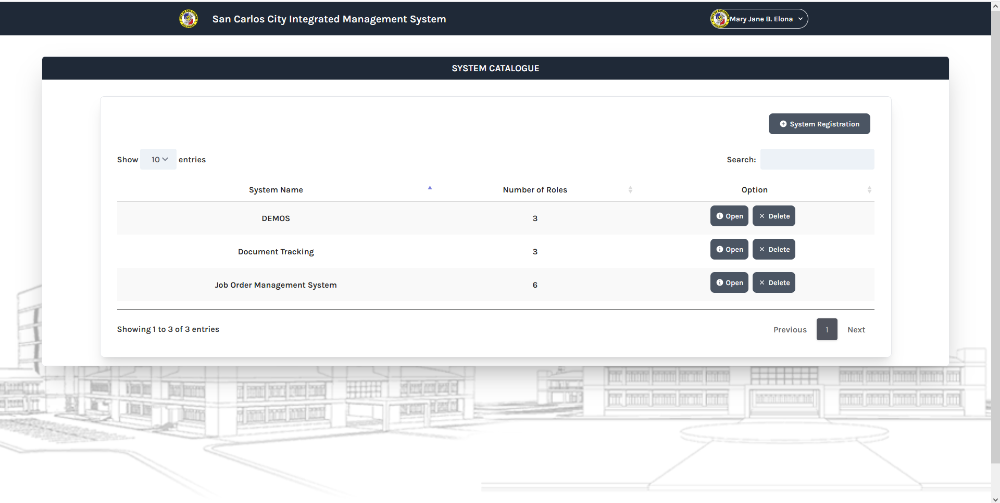 San Carlos City Integrated Management System
Mary Jane B. Elona
SYSTEM CATALOGUE
System Registration
Show 10 entries
Search:
System Name Number of Roles Option
DEMOS 3 Open Delete
Document Tracking 3 Open Delete
Job Order Management System 6 Open Delete
Showing 1 to 3 of 3 entries
Previous 1 Next